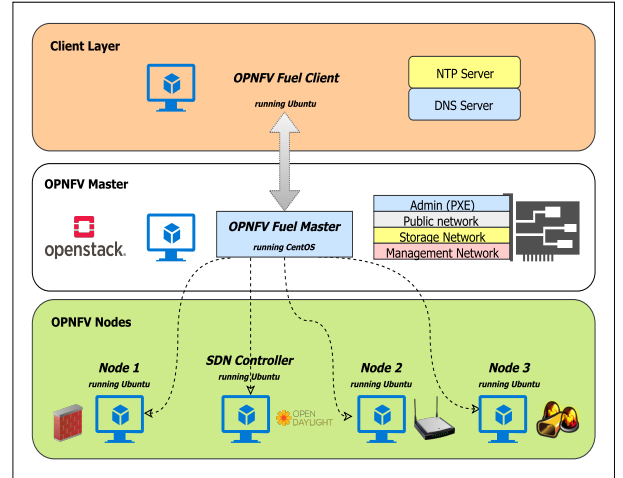 Client Layer
OPNFV Fuel Client
running Ubuntu
NTP Server
DNS Server
OPNFV Master
openstack.
OPNFV Fuel Master
running CentOS
Admin (PXE)
Public network
Storage Network
Management Network
OPNFV Nodes
Node 1
running Ubuntu
SDN Controller
running Ubuntu
Node 2
running Ubuntu
Node 3
running Ubuntu
OPEN
DAYLIGHT